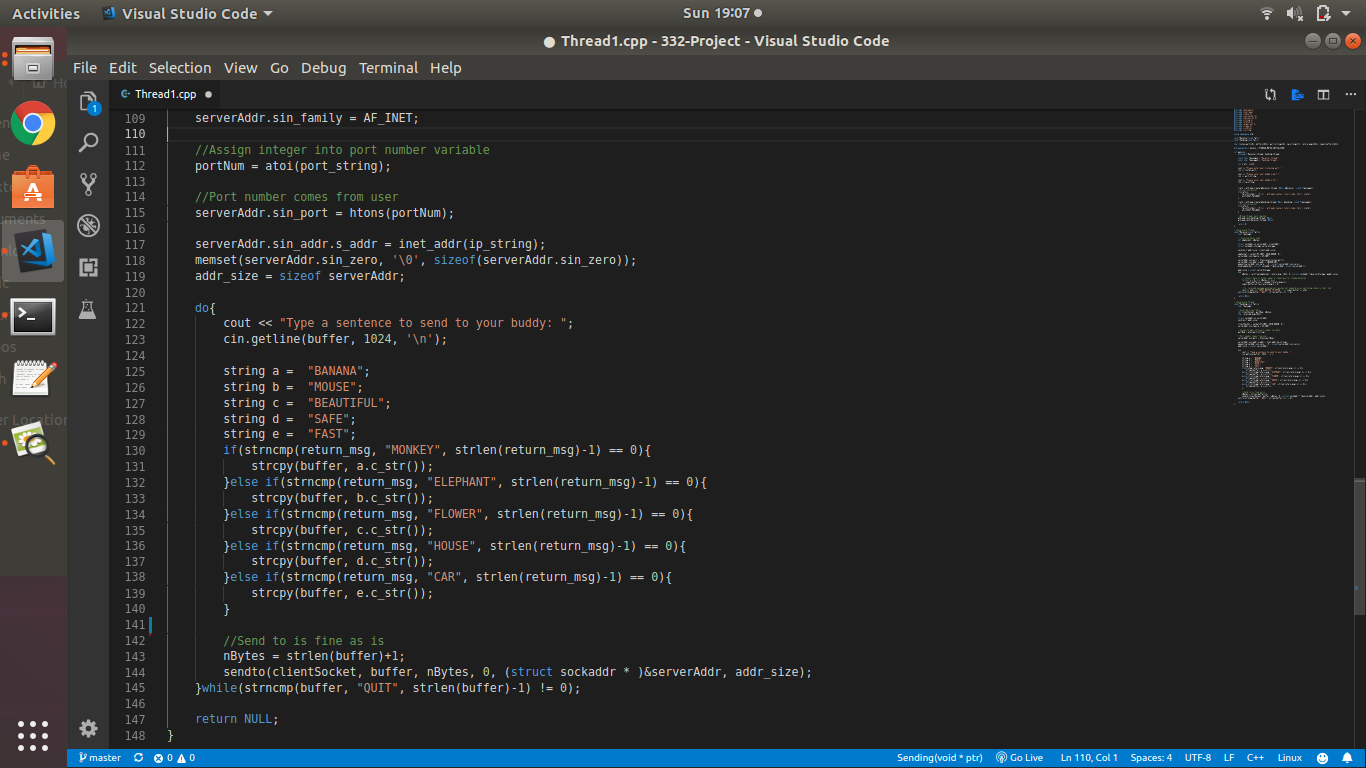 Activities Visual Studio Code Sun 19:07
Thread1.cpp - 332-Project - Visual Studio Code
File Edit Selection View Go Debug Terminal Help
Thread1.cpp
109 serverAddr.sin_family = AF_INET;
110
111 //Assign integer into port number variable
112 portNum = atoi(port_string);
113
114 //Port number comes from user
115 serverAddr.sin_port = htons(portNum);
116
117 serverAddr.sin_addr.s_addr = inet_addr(ip_string);
118 memset(serverAddr.sin_zero, '\0', sizeof(serverAddr.sin_zero));
119 addr_size = sizeof serverAddr;
120
121 do{
122 cout << "Type a sentence to send to your buddy: ";
123 cin.getline(buffer, 1024, '\n');
124
125 string a = "BANANA";
126 string b = "MOUSE";
127 string c = "BEAUTIFUL";
128 string d = "SAFE";
129 string e = "FAST";
130 if(strncmp(return_msg, "MONKEY", strlen(return_msg)-1) == 0){
131 strcpy(buffer, a.c_str());
132 }else if(strncmp(return_msg, "ELEPHANT", strlen(return_msg)-1) == 0){
133 strcpy(buffer, b.c_str());
134 }else if(strncmp(return_msg, "FLOWER", strlen(return_msg)-1) == 0){
135 strcpy(buffer, c.c_str());
136 }else if(strncmp(return_msg, "HOUSE", strlen(return_msg)-1) == 0){
137 strcpy(buffer, d.c_str());
138 }else if(strncmp(return_msg, "CAR", strlen(return_msg)-1) == 0){
139 strcpy(buffer, e.c_str());
140 }
141
142 //Send to is fine as is
143 nBytes = strlen(buffer)+1;
144 sendto(clientSocket, buffer, nBytes, 0, (struct sockaddr * )&serverAddr, addr_size);
145 }while(strncmp(buffer, "QUIT", strlen(buffer)-1) != 0);
146
147 return NULL;
148 }
master 0 0 Sending(void * ptr) Go Live Ln 110, Col 1 Spaces: 4 UTF-8 LF C++ Linux